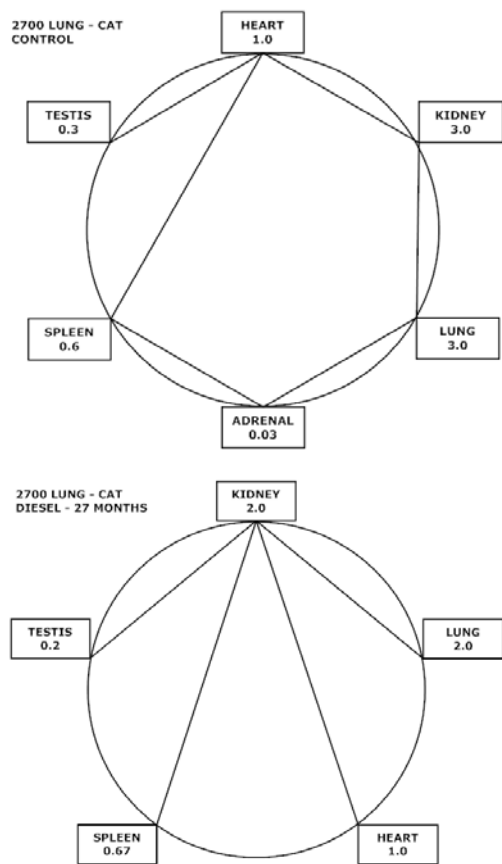 2700 LUNG - CAT
CONTROL
HEART
1.0
TESTIS
0.3
KIDNEY
3.0
SPLEEN
0.6
LUNG
3.0
ADRENAL
0.03
2700 LUNG - CAT
DIESEL - 27 MONTHS
KIDNEY
2.0
TESTIS
0.2
LUNG
2.0
SPLEEN
0.67
HEART
1.0